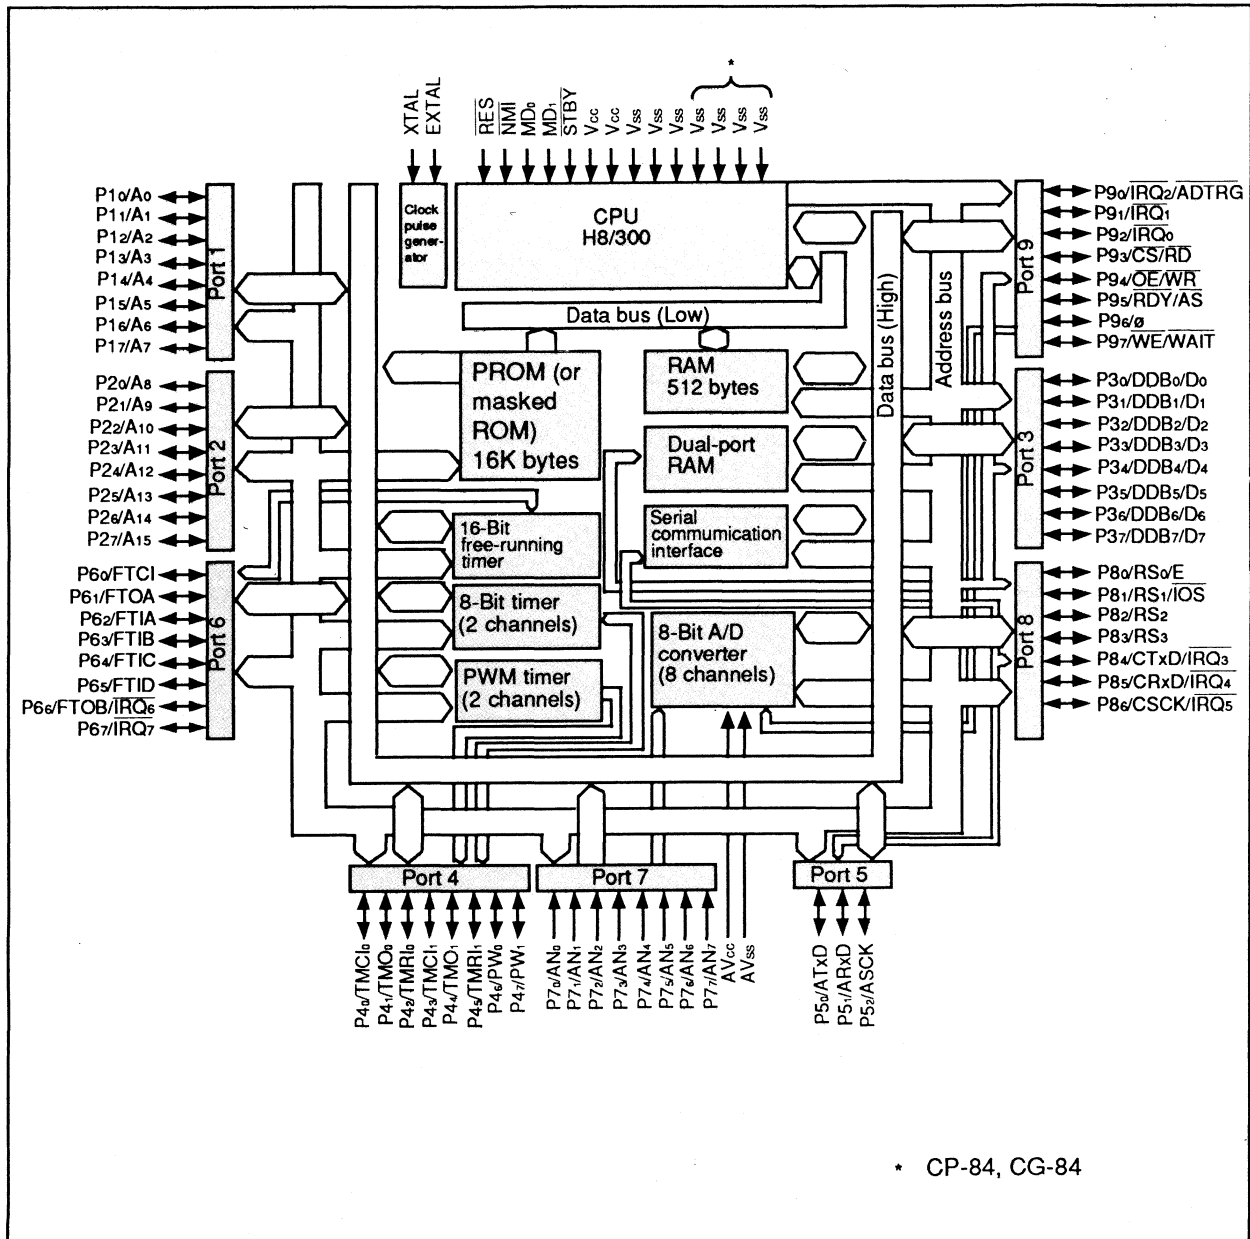 *
XTAL
EXTAL
RES
NMI
MD0
MD1
STBY
Vcc
Vcc
Vss
Vss
Vss
Vss
Vss
Vss
Vss
Clock
pulse
gener-
ator
CPU
H8/300
Data bus (Low)
Data bus (High)
Address bus
PROM (or
masked
ROM)
16K bytes
RAM
512 bytes
Dual-port
RAM
16-Bit
free-running
timer
Serial
commumication
interface
8-Bit timer
(2 channels)
8-Bit A/D
converter
(8 channels)
PWM timer
(2 channels)
Port 1
P10/A0
P11/A1
P12/A2
P13/A3
P14/A4
P15/A5
P16/A6
P17/A7
Port 2
P20/A8
P21/A9
P22/A10
P23/A11
P24/A12
P25/A13
P26/A14
P27/A15
Port 6
P60/FTCI
P61/FTOA
P62/FTIA
P63/FTIB
P64/FTIC
P65/FTID
P66/FTOB/IRQ6
P67/IRQ7
Port 9
P90/IRQ2/ADTRG
P91/IRQ1
P92/IRQ0
P93/CS/RD
P94/OE/WR
P95/RDY/AS
P96/ø
P97/WE/WAIT
Port 3
P30/DDB0/D0
P31/DDB1/D1
P32/DDB2/D2
P33/DDB3/D3
P34/DDB4/D4
P35/DDB5/D5
P36/DDB6/D6
P37/DDB7/D7
Port 8
P80/RS0/E
P81/RS1/IOS
P82/RS2
P83/RS3
P84/CTxD/IRQ3
P85/CRxD/IRQ4
P86/CSCK/IRQ5
Port 4
P40/TMCI0
P41/TMO0
P42/TMRI0
P43/TMCI1
P44/TMO1
P45/TMRI1
P46/PW0
P47/PW1
Port 7
P70/AN0
P71/AN1
P72/AN2
P73/AN3
P74/AN4
P75/AN5
P76/AN6
P77/AN7
AVcc
AVss
Port 5
P50/ATxD
P51/ARxD
P52/ASCK
* CP-84, CG-84